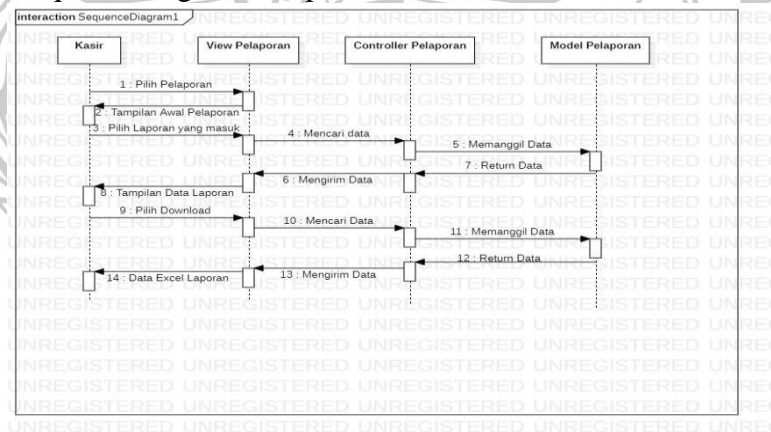 interaction SequenceDiagram1
Kasir
View Pelaporan
Controller Pelaporan
Model Pelaporan
1 : Pilih Pelaporan
2 : Tampilan Awal Pelaporan
3 : Pilih Laporan yang masuk
4 : Mencari data
5 : Memanggil Data
7 : Return Data
6 : Mengirim Data
8 : Tampilan Data Laporan
9 : Pilih Download
10 : Mencari Data
11 : Memanggil Data
12 : Return Data
13 : Mengirim Data
14 : Data Excel Laporan
UNREGISTERED